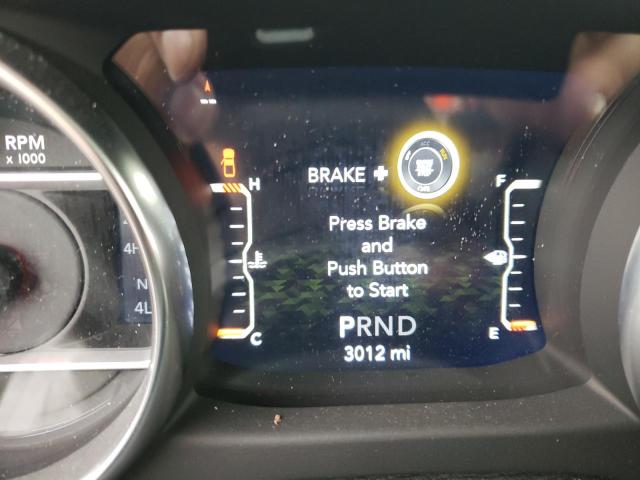 RPM
x 1000
H
BRAKE +
F
Press Brake
and
Push Button
to Start
4H
N
4L
C
E
PRND
3012 mi